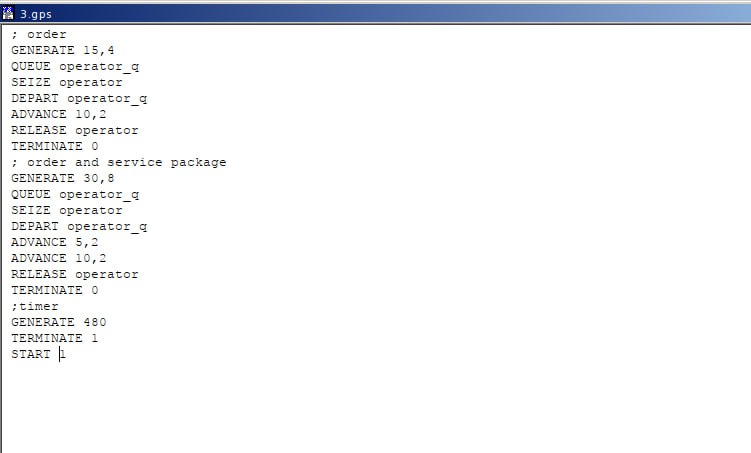 3.gps
; order
GENERATE 15,4
QUEUE operator_q
SEIZE operator
DEPART operator_q
ADVANCE 10,2
RELEASE operator
TERMINATE 0
; order and service package
GENERATE 30,8
QUEUE operator_q
SEIZE operator
DEPART operator_q
ADVANCE 5,2
ADVANCE 10,2
RELEASE operator
TERMINATE 0
;timer
GENERATE 480
TERMINATE 1
START 1